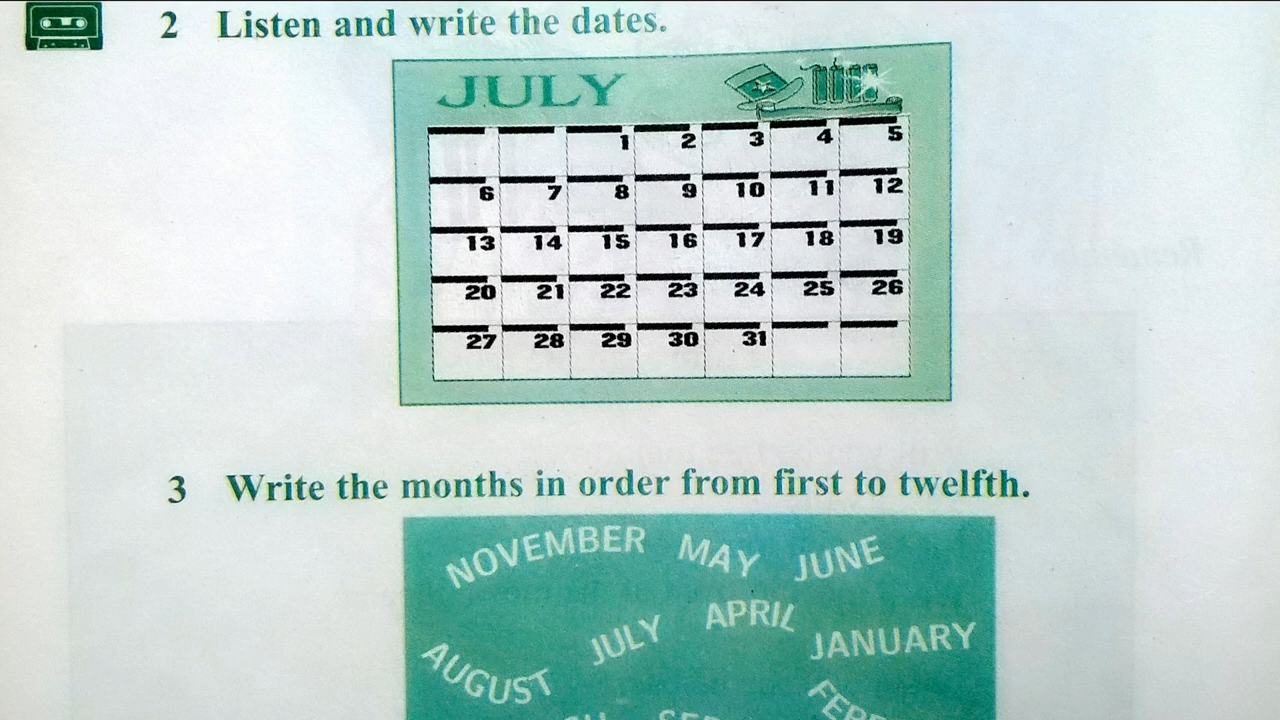 2 Listen and write the dates.
JULY
1 2 3 4 5
6 7 8 9 10 11 12
13 14 15 16 17 18 19
20 21 22 23 24 25 26
27 28 29 30 31
3 Write the months in order from first to twelfth.
NOVEMBER MAY JUNE
JULY APRIL JANUARY
AUGUST